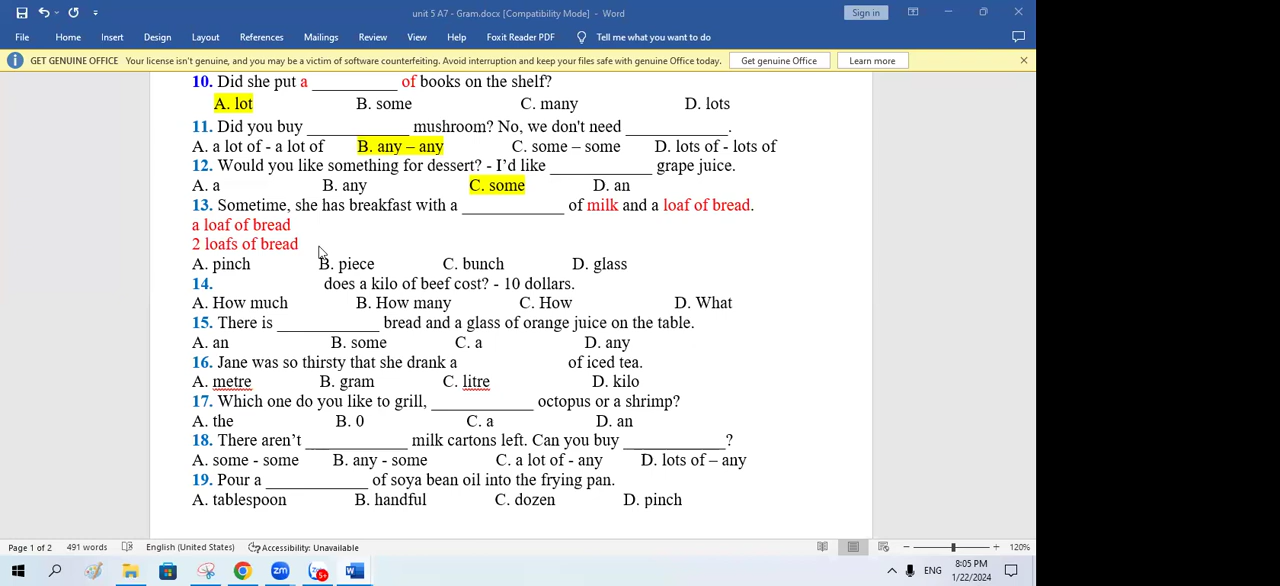 unit 5 A7 - Gram.docx [Compatibility Mode] - Word
Sign in
File Home Insert Design Layout References Mailings Review View Help Foxit Reader PDF Tell me what you want to do
GET GENUINE OFFICE Your license isn't genuine, and you may be a victim of software counterfeiting. Avoid interruption and keep your files safe with genuine Office today. Get genuine Office Learn more
10. Did she put a __________ of books on the shelf?
A. lot B. some C. many D. lots
11. Did you buy ____________ mushroom? No, we don't need ____________.
A. a lot of - a lot of B. any – any C. some – some D. lots of - lots of
12. Would you like something for dessert? - I'd like ____________ grape juice.
A. a B. any C. some D. an
13. Sometime, she has breakfast with a ____________ of milk and a loaf of bread.
a loaf of bread
2 loafs of bread
A. pinch B. piece C. bunch D. glass
14. does a kilo of beef cost? - 10 dollars.
A. How much B. How many C. How D. What
15. There is ____________ bread and a glass of orange juice on the table.
A. an B. some C. a D. any
16. Jane was so thirsty that she drank a of iced tea.
A. metre B. gram C. litre D. kilo
17. Which one do you like to grill, ____________ octopus or a shrimp?
A. the B. 0 C. a D. an
18. There aren't ____________ milk cartons left. Can you buy ____________?
A. some - some B. any - some C. a lot of - any D. lots of – any
19. Pour a ____________ of soya bean oil into the frying pan.
A. tablespoon B. handful C. dozen D. pinch
Page 1 of 2 491 words English (United States) Accessibility: Unavailable 120%
ENG 8:05 PM
1/22/2024